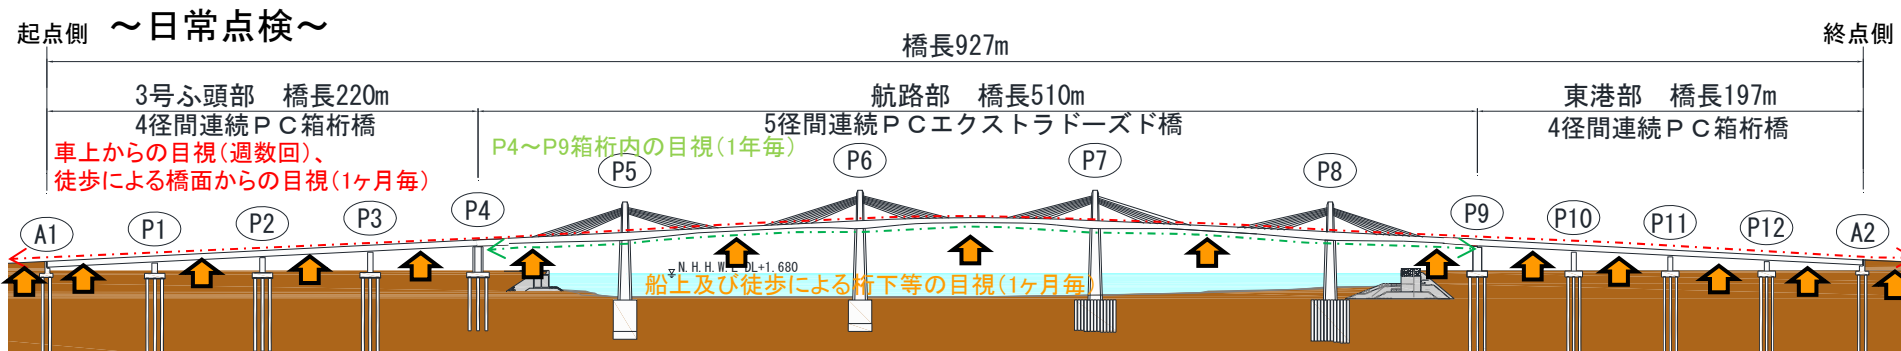 起点側
～日常点検～
終点側
橋長927m
3号ふ頭部　橋長220m
4径間連続ＰＣ箱桁橋
航路部　橋長510m
5径間連続ＰＣエクストラドーズド橋
東港部　橋長197m
4径間連続ＰＣ箱桁橋
車上からの目視(週数回)、
徒歩による橋面からの目視(1ヶ月毎)
P4～P9箱桁内の目視(1年毎)
A1
P1
P2
P3
P4
P5
P6
P7
P8
P9
P10
P11
P12
A2
N.H.H.W.L DL+1.680
船上及び徒歩による桁下等の目視(1ヶ月毎)